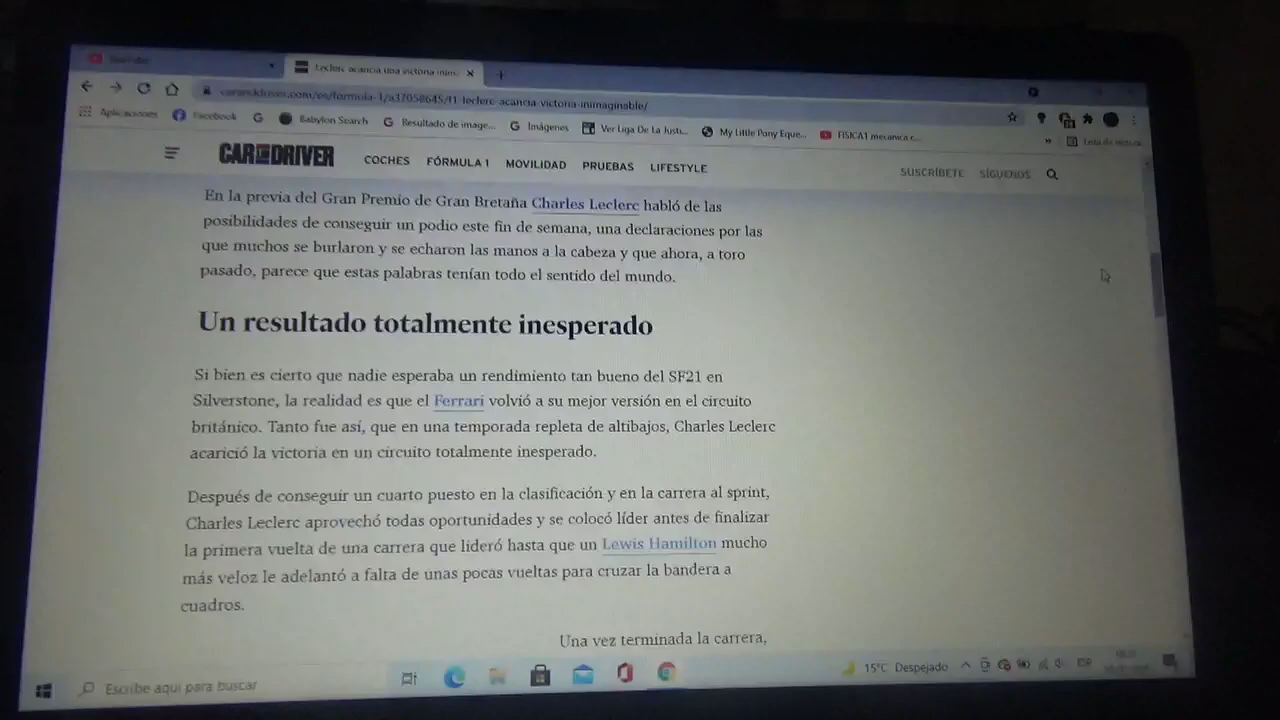 Leclerc acaricia una victoria inim
caranddriver.com/es/formula-1/a37058645/f1-leclerc-acaricia-victoria-inimaginable/
Aplicaciones Facebook Babylon Search Resultado de image... Imágenes Ver Liga De La Justi... My Little Pony Eque... FISICA1 mecanica c... » Lista de lectura
CAR AND DRIVER COCHES FÓRMULA 1 MOVILIDAD PRUEBAS LIFESTYLE SUSCRÍBETE SÍGUENOS
En la previa del Gran Premio de Gran Bretaña Charles Leclerc habló de las
posibilidades de conseguir un podio este fin de semana, una declaraciones por las
que muchos se burlaron y se echaron las manos a la cabeza y que ahora, a toro
pasado, parece que estas palabras tenían todo el sentido del mundo.
Un resultado totalmente inesperado
Si bien es cierto que nadie esperaba un rendimiento tan bueno del SF21 en
Silverstone, la realidad es que el Ferrari volvió a su mejor versión en el circuito
británico. Tanto fue así, que en una temporada repleta de altibajos, Charles Leclerc
acarició la victoria en un circuito totalmente inesperado.
Después de conseguir un cuarto puesto en la clasificación y en la carrera al sprint,
Charles Leclerc aprovechó todas oportunidades y se colocó líder antes de finalizar
la primera vuelta de una carrera que lideró hasta que un Lewis Hamilton mucho
más veloz le adelantó a falta de unas pocas vueltas para cruzar la bandera a
cuadros.
Una vez terminada la carrera,
Escribe aquí para buscar 15°C Despejado ESP